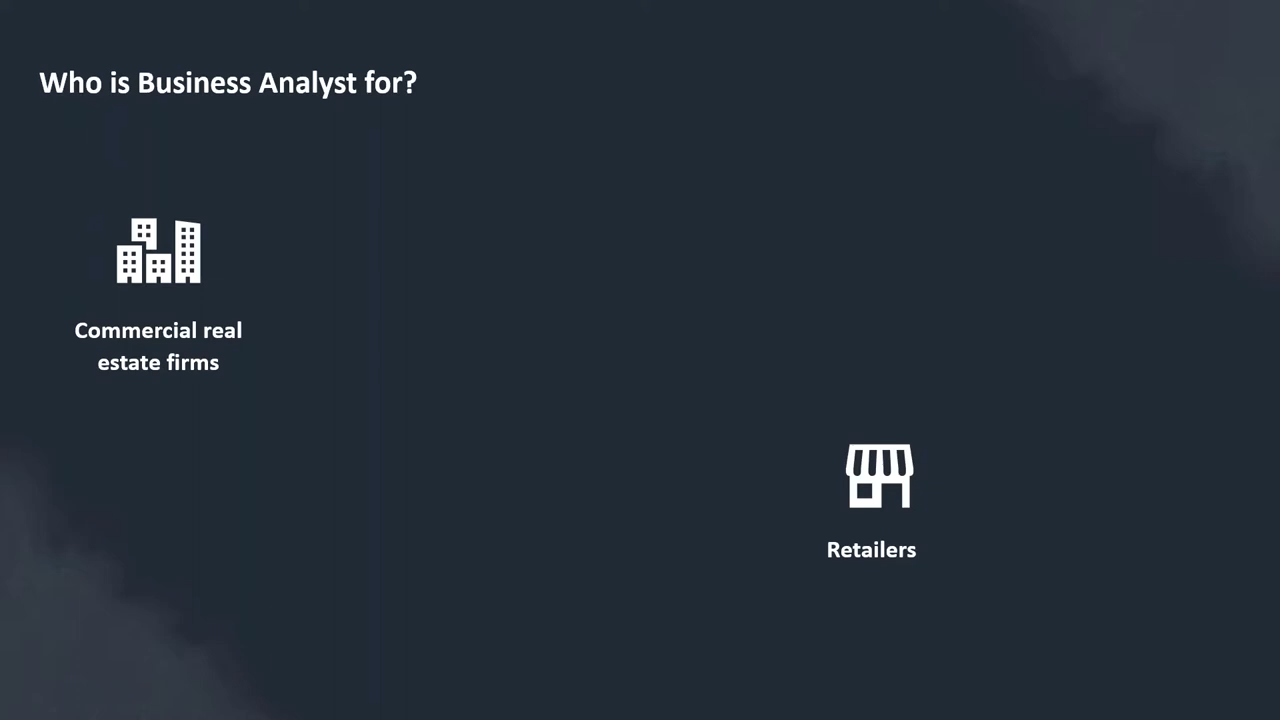 Who is Business Analyst for?
Commercial real
estate firms
Retailers